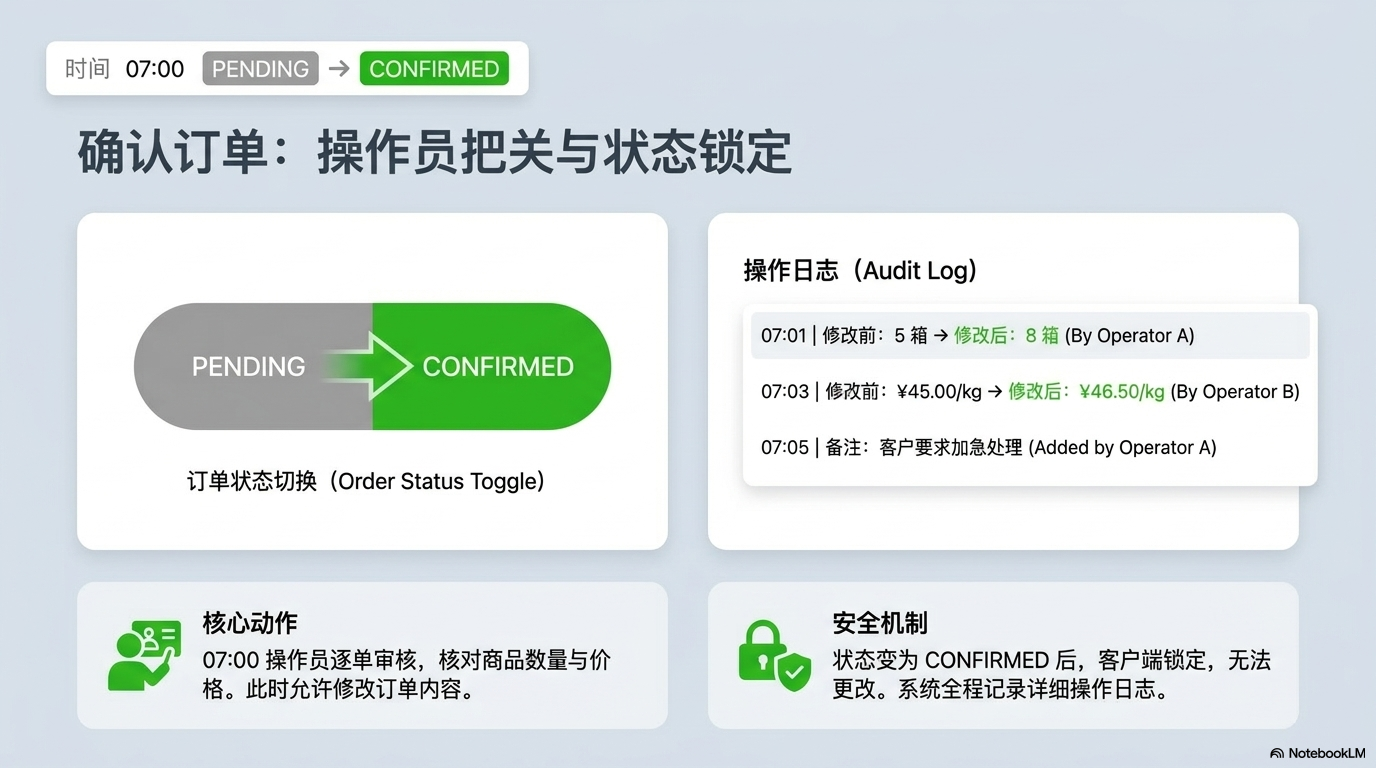 时间 07:00 PENDING → CONFIRMED
确认订单：操作员把关与状态锁定
PENDING CONFIRMED
订单状态切换（Order Status Toggle）
操作日志（Audit Log）
07:01 | 修改前：5 箱 → 修改后：8 箱 (By Operator A)
07:03 | 修改前：¥45.00/kg → 修改后：¥46.50/kg (By Operator B)
07:05 | 备注：客户要求加急处理 (Added by Operator A)
核心动作
07:00 操作员逐单审核，核对商品数量与价
格。此时允许修改订单内容。
安全机制
状态变为 CONFIRMED 后，客户端锁定，无法
更改。系统全程记录详细操作日志。
NotebookLM